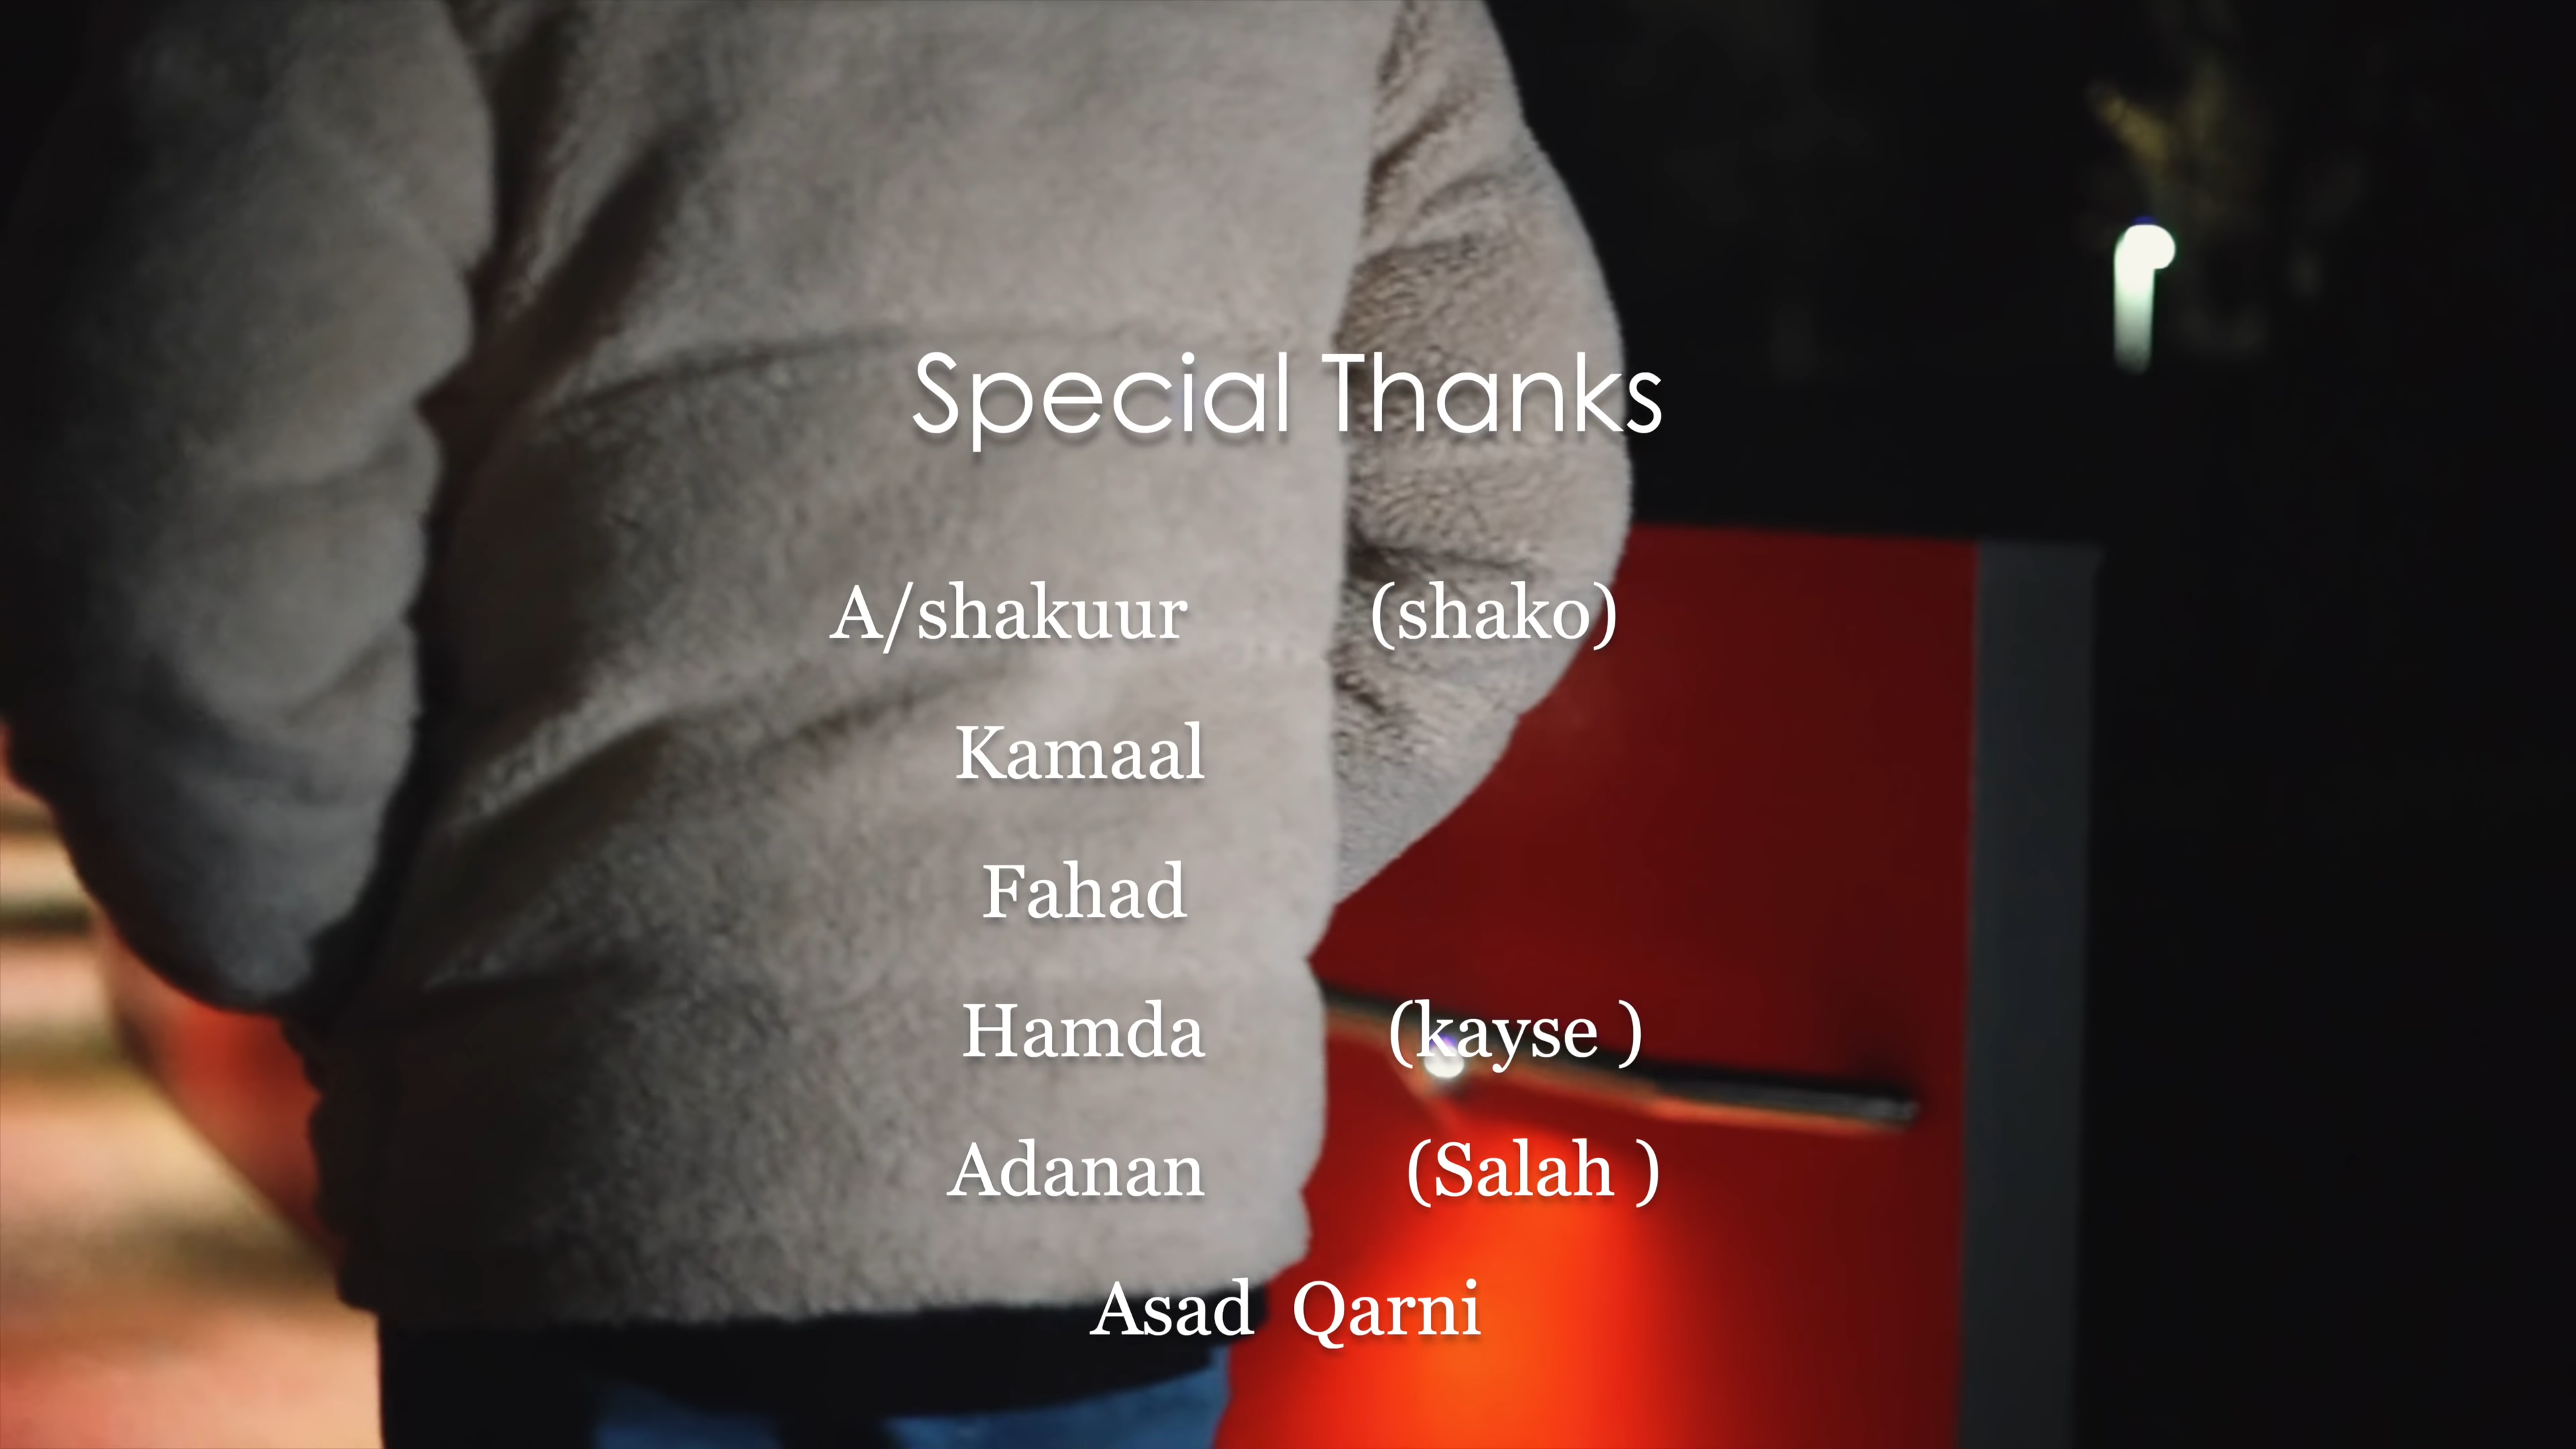 Special Thanks
A/shakuur (shako)
Kamaal
Fahad
Hamda (kayse )
Adanan (Salah )
Asad Qarni